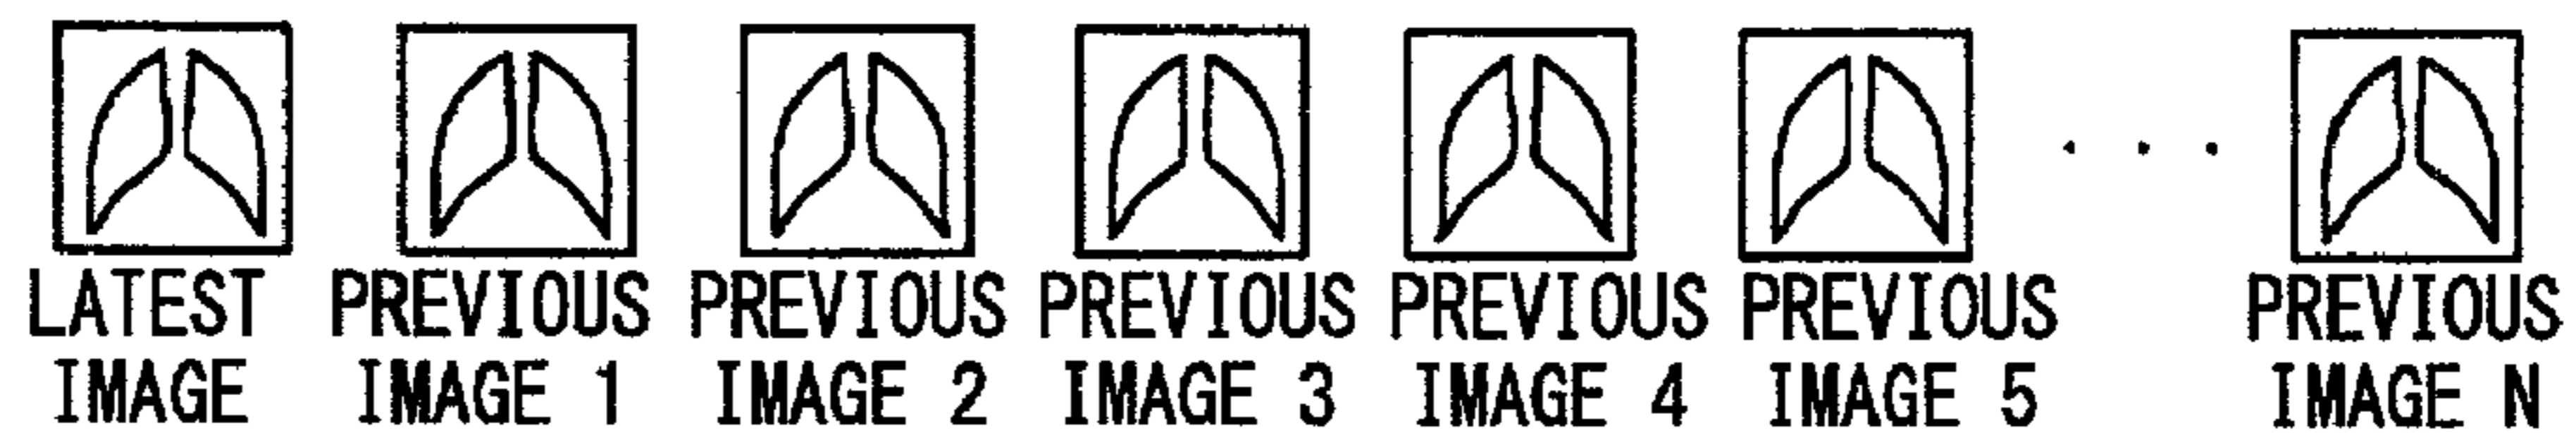 LATEST IMAGE
PREVIOUS IMAGE 1
PREVIOUS IMAGE 2
PREVIOUS IMAGE 3
PREVIOUS IMAGE 4
PREVIOUS IMAGE 5
. . .
PREVIOUS IMAGE N